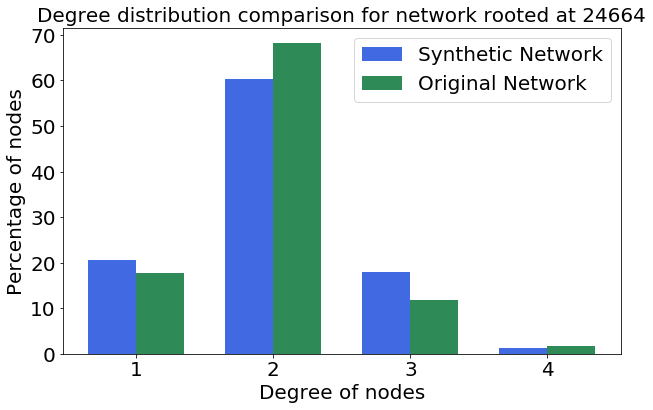 Degree distribution comparison for network rooted at 24664
Synthetic Network
Original Network
Percentage of nodes
70
60
50
40
30
20
10
0
1 2 3 4
Degree of nodes